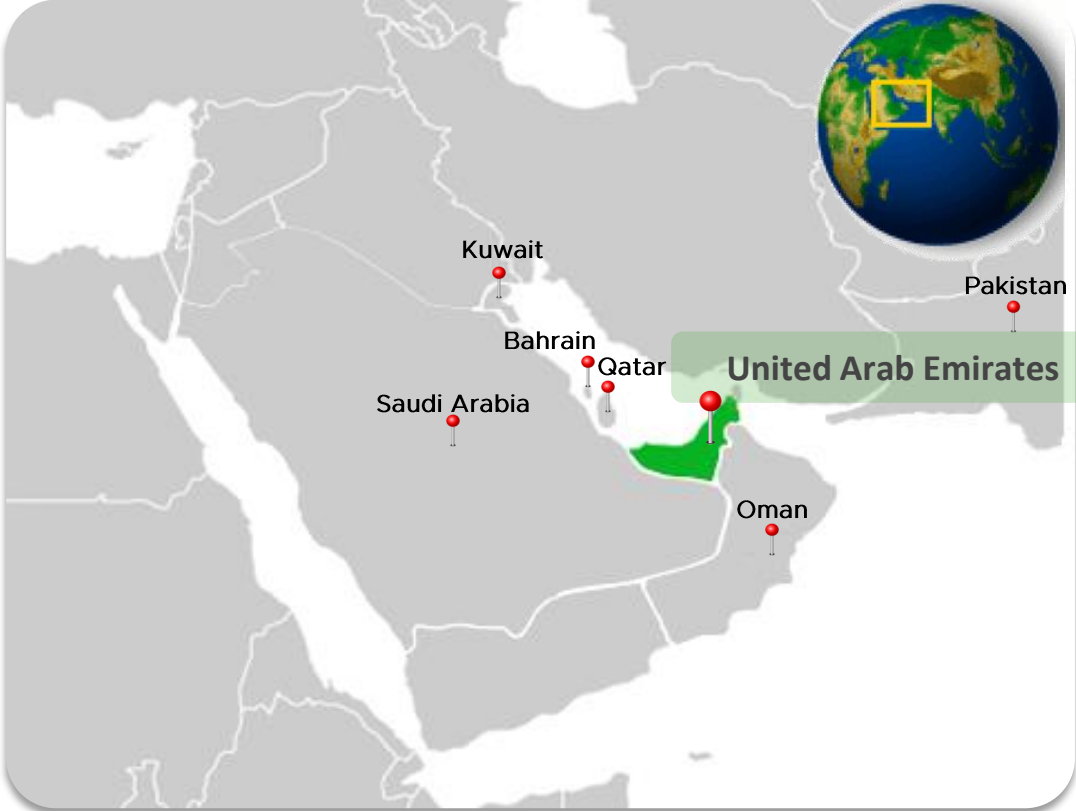 Kuwait
Pakistan
Bahrain
Qatar
United Arab Emirates
Saudi Arabia
Oman